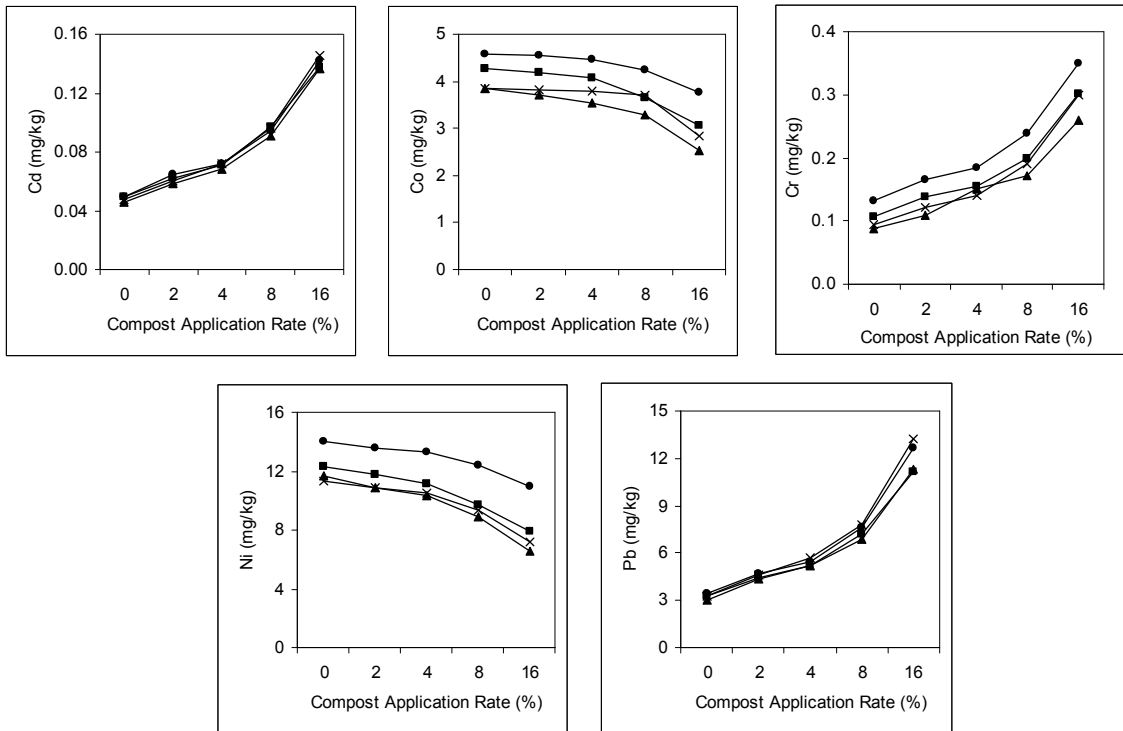 Cd (mg/kg)
0.16
0.12
0.08
0.04
0.00
0 2 4 8 16
Compost Application Rate (%)
Co (mg/kg)
5
4
3
2
1
0
0 2 4 8 16
Compost Application Rate (%)
Cr (mg/kg)
0.4
0.3
0.2
0.1
0.0
0 2 4 8 16
Compost Application Rate (%)
Ni (mg/kg)
16
12
8
4
0
0 2 4 8 16
Compost Application Rate (%)
Pb (mg/kg)
15
12
9
6
3
0
0 2 4 8 16
Compost Application Rate (%)